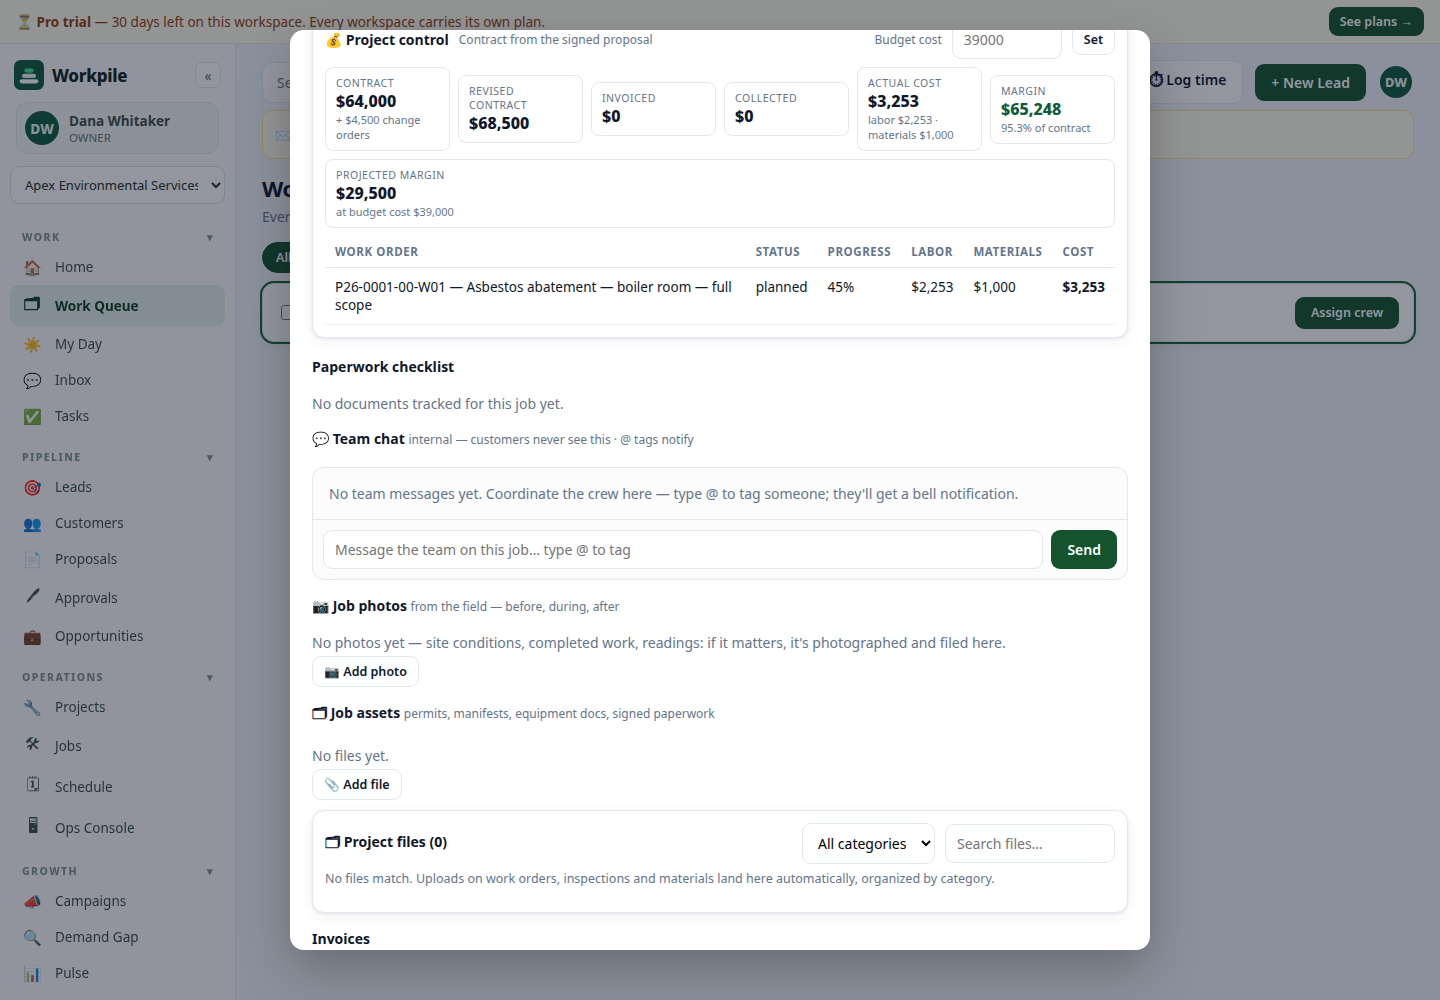 Pro trial — 30 days left on this workspace. Every workspace carries its own plan.
See plans →
Workpile
«
DW
Dana Whitaker
OWNER
Apex Environmental Services
WORK
Home
Work Queue
My Day
Inbox
Tasks
PIPELINE
Leads
Customers
Proposals
Approvals
Opportunities
OPERATIONS
Projects
Jobs
Schedule
Ops Console
GROWTH
Campaigns
Demand Gap
Pulse
Log time
+ New Lead
DW
Assign crew
Project control Contract from the signed proposal
Budget cost
39000
Set
CONTRACT
$64,000
+ $4,500 change
orders
REVISED
CONTRACT
$68,500
INVOICED
$0
COLLECTED
$0
ACTUAL COST
$3,253
labor $2,253 ·
materials $1,000
MARGIN
$65,248
95.3% of contract
PROJECTED MARGIN
$29,500
at budget cost $39,000
WORK ORDER STATUS PROGRESS LABOR MATERIALS COST
P26-0001-00-W01 — Asbestos abatement — boiler room — full planned 45% $2,253 $1,000 $3,253
scope
Paperwork checklist
No documents tracked for this job yet.
Team chat internal — customers never see this · @ tags notify
No team messages yet. Coordinate the crew here — type @ to tag someone; they'll get a bell notification.
Message the team on this job... type @ to tag
Send
Job photos from the field — before, during, after
No photos yet — site conditions, completed work, readings: if it matters, it's photographed and filed here.
Add photo
Job assets permits, manifests, equipment docs, signed paperwork
No files yet.
Add file
Project files (0)
All categories
Search files...
No files match. Uploads on work orders, inspections and materials land here automatically, organized by category.
Invoices